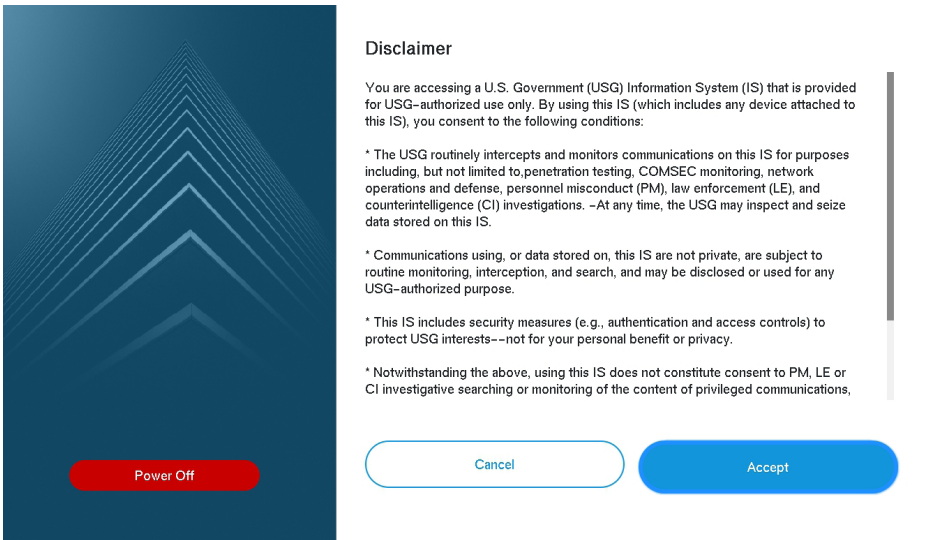 Disclaimer
You are accessing a U.S. Government (USG) Information System (IS) that is provided
for USG-authorized use only. By using this IS (which includes any device attached to
this IS), you consent to the following conditions:
* The USG routinely intercepts and monitors communications on this IS for purposes
including, but not limited to,penetration testing, COMSEC monitoring, network
operations and defense, personnel misconduct (PM), law enforcement (LE), and
counterintelligence (CI) investigations. -At any time, the USG may inspect and seize
data stored on this IS.
* Communications using, or data stored on, this IS are not private, are subject to
routine monitoring, interception, and search, and may be disclosed or used for any
USG-authorized purpose.
* This IS includes security measures (e.g., authentication and access controls) to
protect USG interests--not for your personal benefit or privacy.
* Notwithstanding the above, using this IS does not constitute consent to PM, LE or
CI investigative searching or monitoring of the content of privileged communications,
Power Off
Cancel
Accept